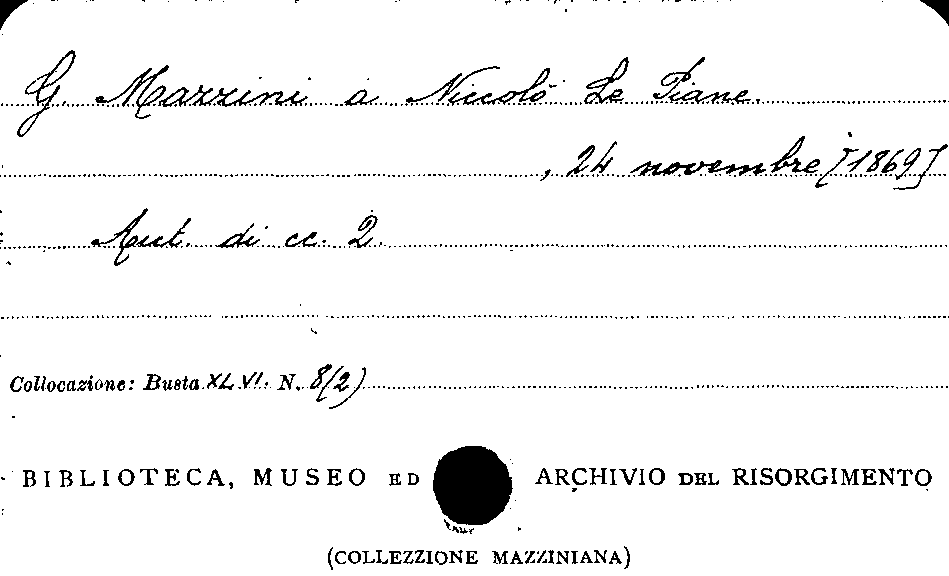 G. Mazzini a Niccolò Le Piane.
, 24 novembre [1869]
Aut. di cc. 2.
Collocazione: Busta XLVI. N. 8/2)
BIBLIOTECA, MUSEO ED ARCHIVIO DEL RISORGIMENTO
(COLLEZZIONE MAZZINIANA)